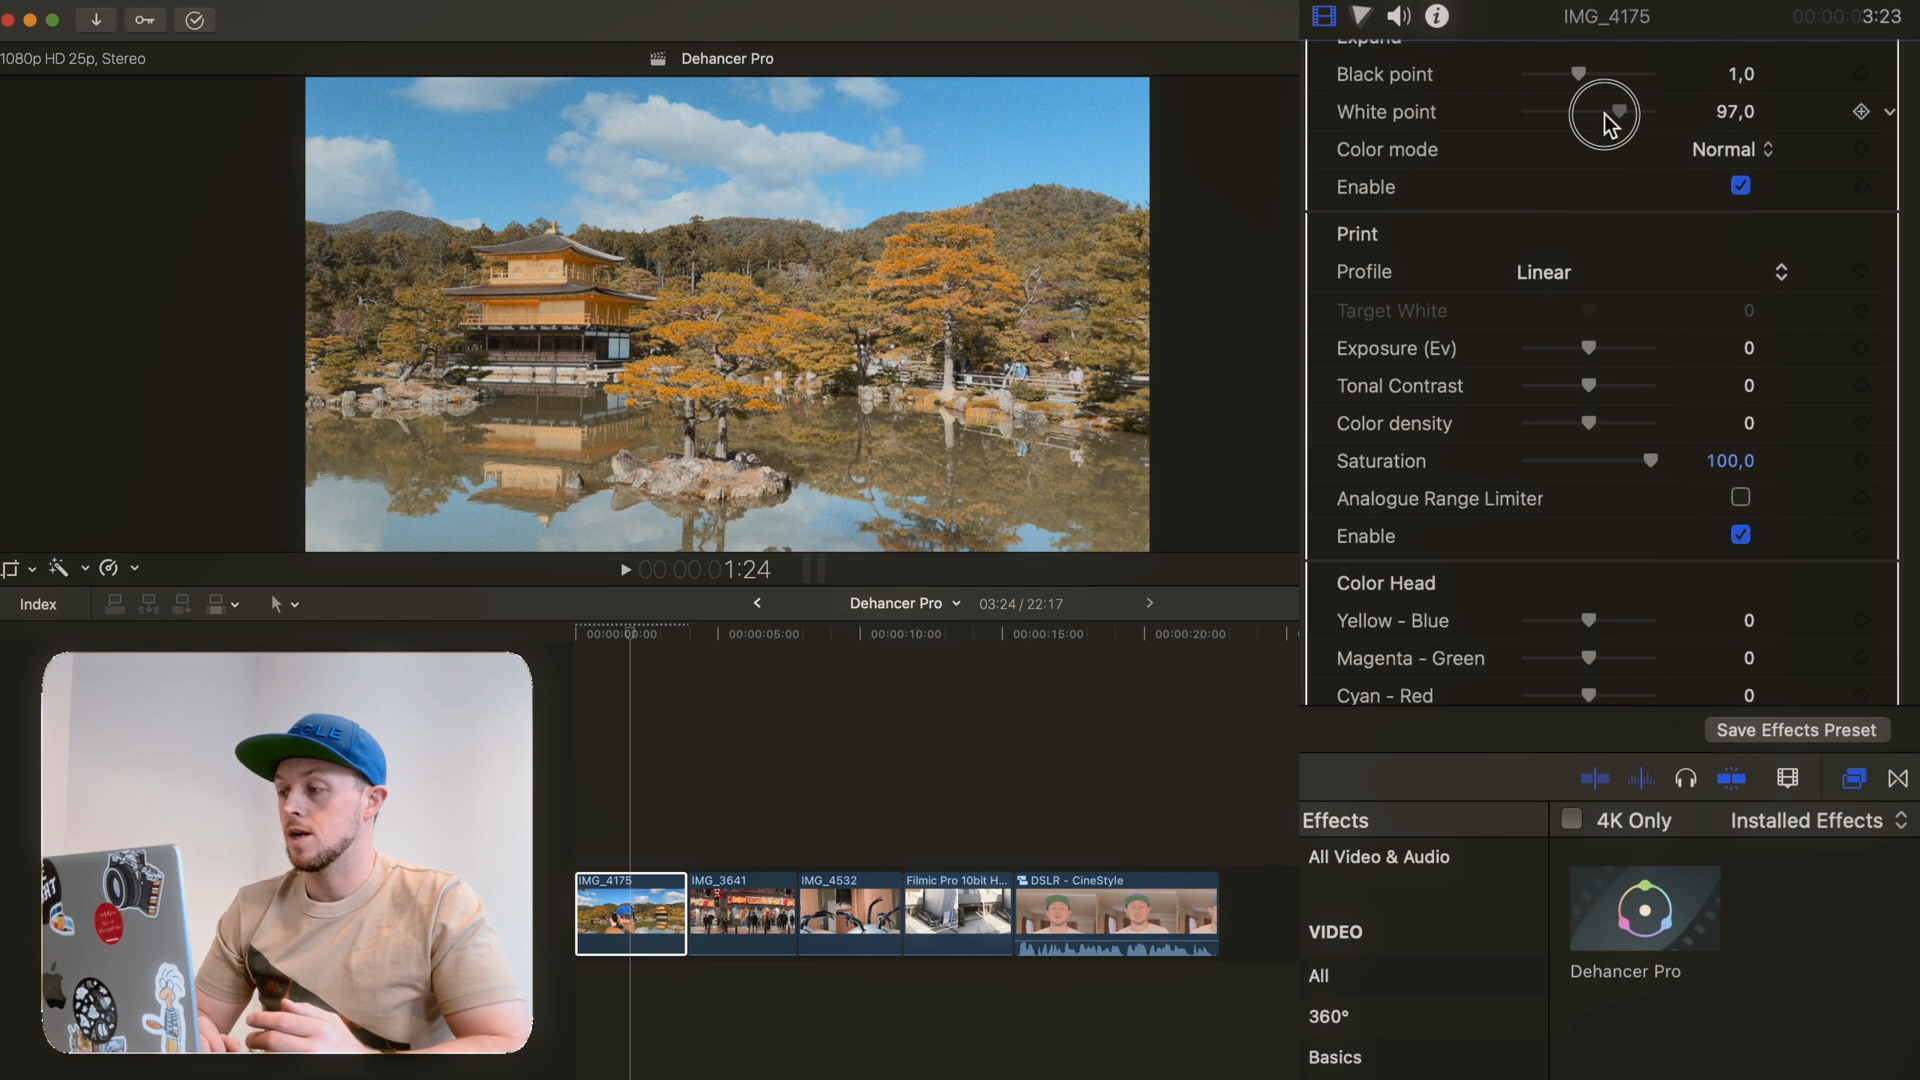 IMG_4175
00:00:03:23
1080p HD 25p, Stereo
Dehancer Pro
Expand
Black point 1,0
White point 97,0
Color mode Normal
Enable
Print
Profile Linear
Target White 0
Exposure (Ev) 0
Tonal Contrast 0
Color density 0
Saturation 100,0
Analogue Range Limiter
Enable
Color Head
Yellow - Blue 0
Magenta - Green 0
Cyan - Red 0
Save Effects Preset
00:00:01:24
Index
Dehancer Pro 03:24 / 22:17
00:00:00:00 00:00:05:00 00:00:10:00 00:00:15:00 00:00:20:00
IMG_4175 IMG_3641 IMG_4532 Filmic Pro 10bit H... DSLR - CineStyle
Effects
4K Only
Installed Effects
All Video & Audio
VIDEO
All
360°
Basics
Dehancer Pro